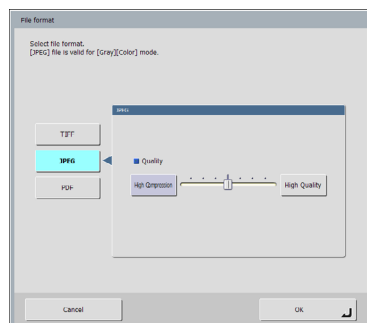 File format
Select file format.
[JPEG] file is valid for [Gray][Color] mode.
JPEG
TIFF
JPEG
Quality
High Compression
High Quality
PDF
Cancel
OK